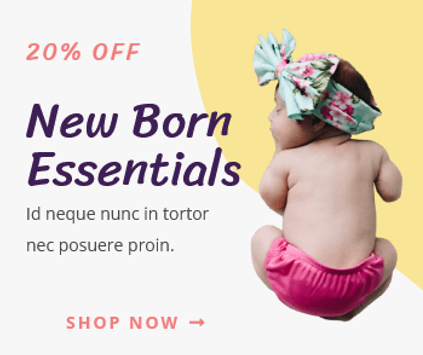 20% OFF
New Born
Essentials
Id neque nunc in tortor
nec posuere proin.
SHOP NOW →